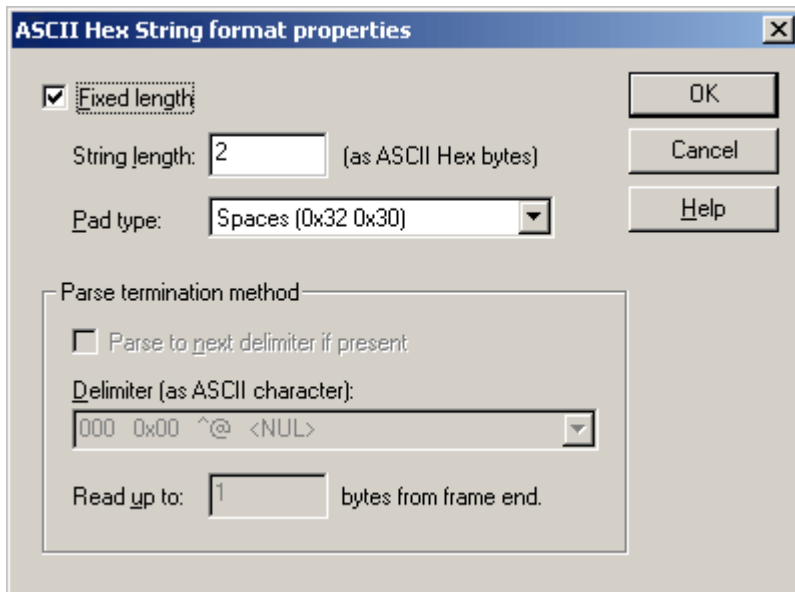 ASCII Hex String format properties
Fixed length
OK
String length: 2 (as ASCII Hex bytes)
Cancel
Pad type: Spaces (0x32 0x30)
Help
Parse termination method
Parse to next delimiter if present
Delimiter (as ASCII character):
000 0x00 ^@ <NUL>
Read up to: 1 bytes from frame end.